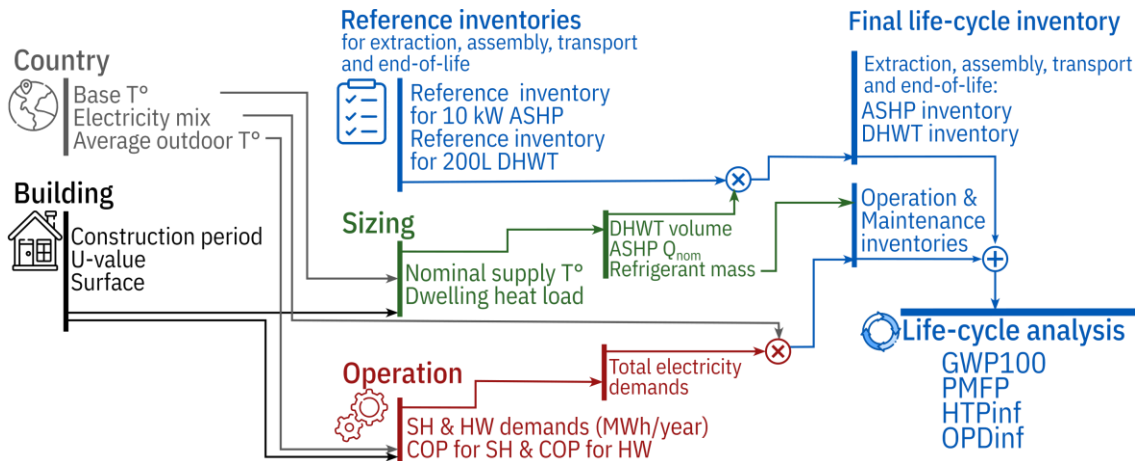 Country
Base T°
Electricity mix
Average outdoor T°
Building
Construction period
U-value
Surface
Reference inventories
for extraction, assembly, transport
and end-of-life
Reference inventory
for 10 kW ASHP
Reference inventory
for 200L DHWT
Sizing
Nominal supply T°
Dwelling heat load
DHWT volume
ASHP Qnom
Refrigerant mass
Operation
SH & HW demands (MWh/year)
COP for SH & COP for HW
Total electricity
demands
Final life-cycle inventory
Extraction, assembly, transport
and end-of-life:
ASHP inventory
DHWT inventory
Operation &
Maintenance
inventories
Life-cycle analysis
GWP100
PMFP
HTPinf
OPDinf